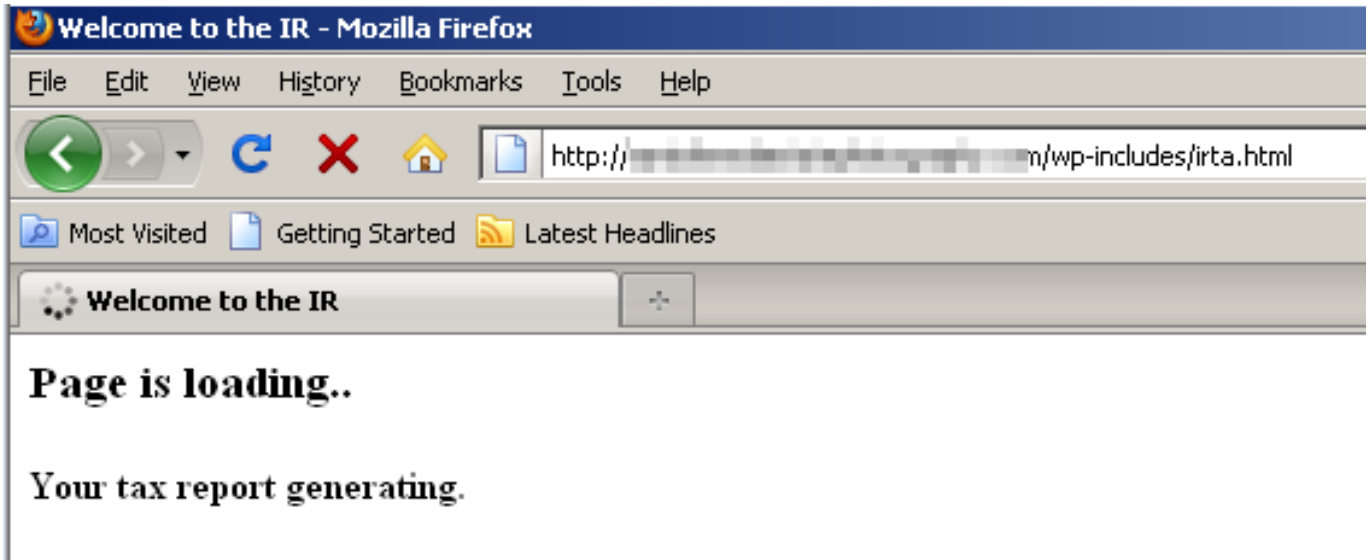 Welcome to the IR - Mozilla Firefox
File Edit View History Bookmarks Tools Help
http:// m/wp-includes/irta.html
Most Visited Getting Started Latest Headlines
Welcome to the IR
Page is loading..
Your tax report generating.